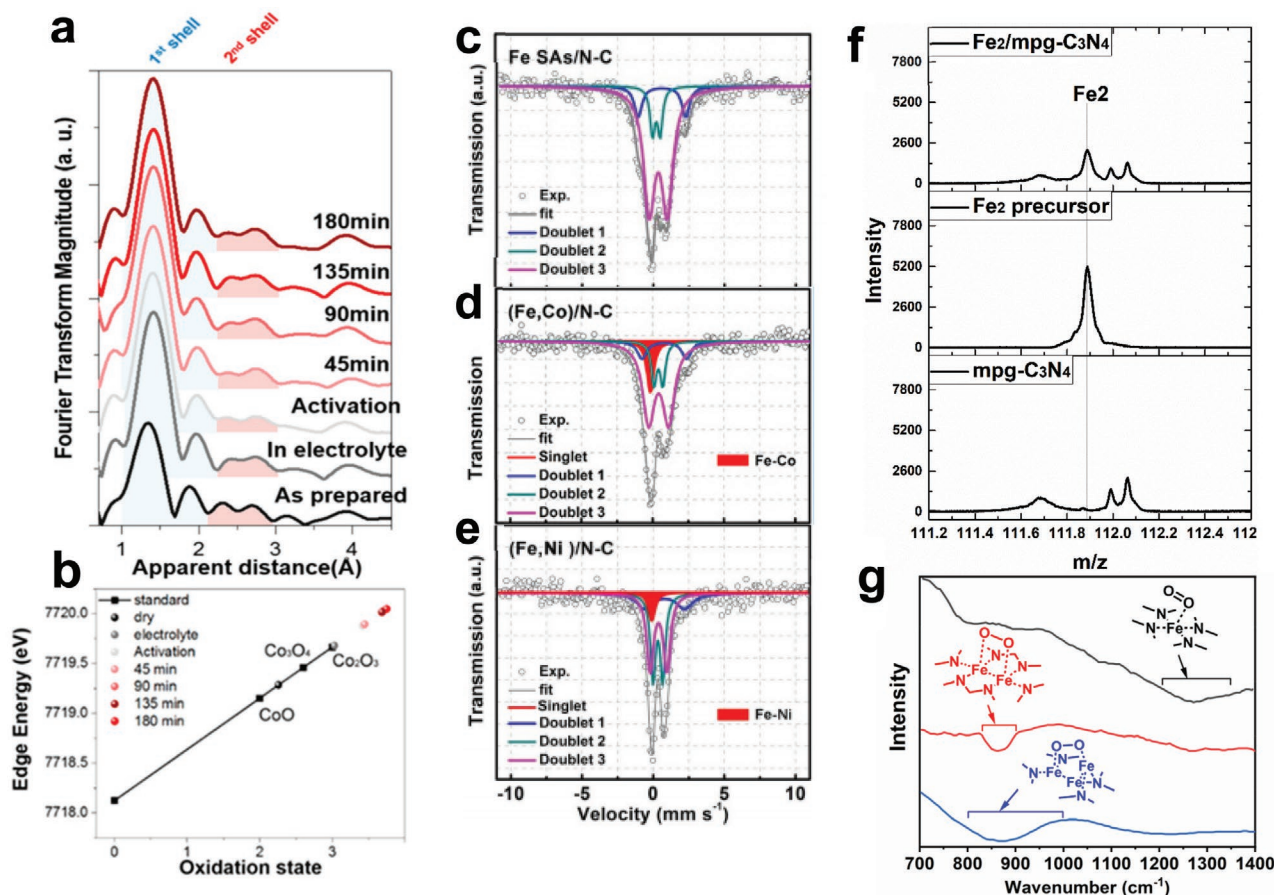 a
1st shell
2nd shell
Fourier Transform Magnitude (a. u.)
180min
135min
90min
45min
Activation
In electrolyte
As prepared
1 2 3 4
Apparent distance(Å)
b
Edge Energy (eV)
7720.0
7719.5
7719.0
7718.5
7718.0
standard
dry
electrolyte
Activation
45 min
90 min
135 min
180 min
Co3O4
Co2O3
CoO
0 2 3 4
Oxidation state
c
Fe SAs/N-C
Transmission (a.u.)
Exp.
fit
Doublet 1
Doublet 2
Doublet 3
d
(Fe,Co)/N-C
Transmission
Exp.
fit
Singlet
Doublet 1
Doublet 2
Doublet 3
Fe-Co
e
(Fe,Ni )/N-C
Transmission (a.u.)
Exp.
fit
Singlet
Doublet 1
Doublet 2
Doublet 3
Fe-Ni
-10 -5 0 5 10
Velocity (mm s-1)
f
Fe2/mpg-C3N4
7800
5200
2600
0
Fe2
Fe2 precursor
7800
5200
2600
0
Intensity
mpg-C3N4
7800
5200
2600
0
111.2 111.4 111.6 111.8 112.0 112.2 112
m/z
g
Intensity
O
O
N
N
Fe
N
N
O
O
N
N
Fe
Fe
N
N
N
O
O
N
Fe
N
Fe
Fe
N
N
700 800 900 1000 1100 1200 1300 1400
Wavenumber (cm-1)